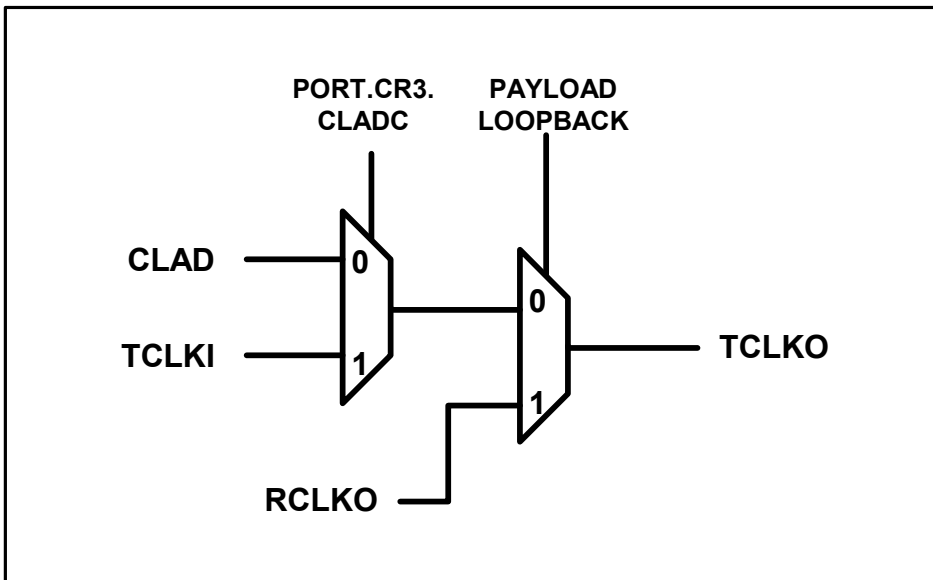 PORT.CR3.
CLADC
PAYLOAD
LOOPBACK
CLAD
0
TCLKI
1
0
TCLKO
1
RCLKO